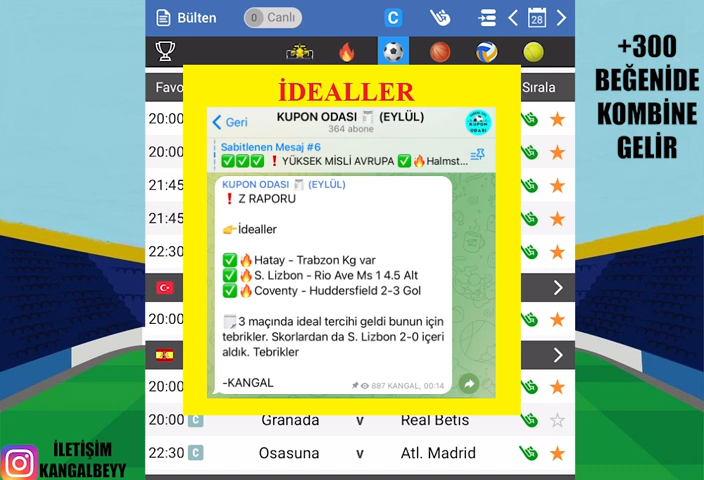 Bülten
0 Canlı
C
28
+300
BEĞENİDE
KOMBİNE
GELİR
Favo
Sırala
İDEALLER
Geri
KUPON ODASI (EYLÜL)
364 abone
KUPON
ODASI
Sabitlenen Mesaj #6
✅✅✅ ❗YÜKSEK MİSLİ AVRUPA ✅🔥Halmst...
KUPON ODASI (EYLÜL)
❗ Z RAPORU
👉İdealler
✅🔥Hatay - Trabzon Kg var
✅🔥S. Lizbon - Rio Ave Ms 1 4.5 Alt
✅🔥Coventy - Huddersfield 2-3 Gol
3 maçında ideal tercihi geldi bunun için
tebrikler. Skorlardan da S. Lizbon 2-0 içeri
aldık. Tebrikler
-KANGAL
887 KANGAL, 00:14
20:00
20:00
21:45
21:45
22:30
20:00
20:00
20:00 C Granada v Real Betis
22:30 C Osasuna v Atl. Madrid
İLETİŞİM
KANGALBEYY